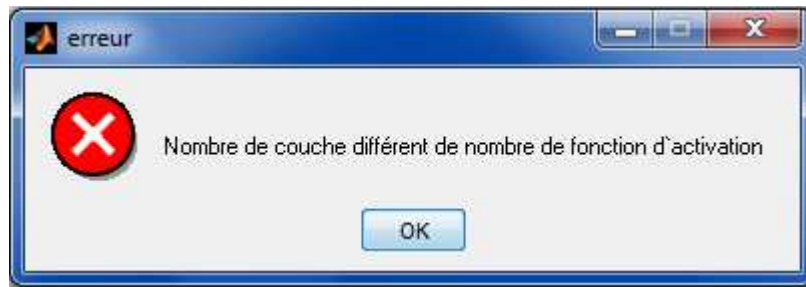 erreur
Nombre de couche différent de nombre de fonction d`activation
OK